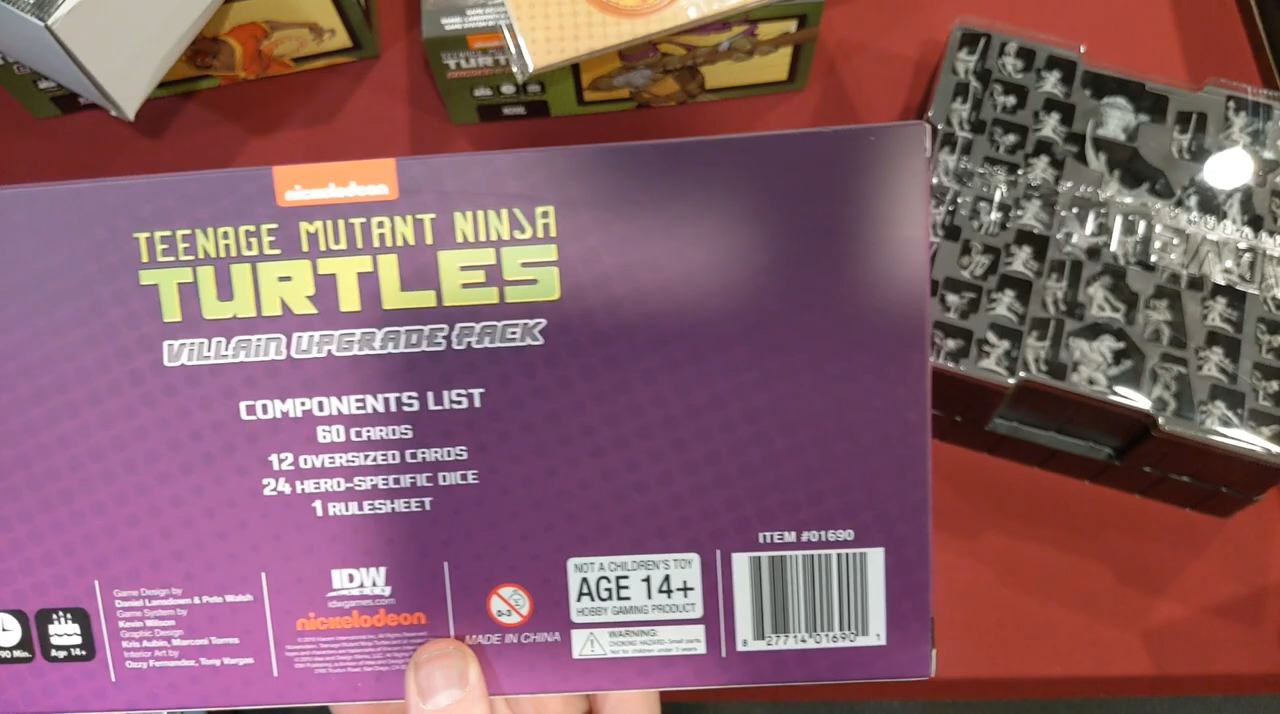 TURT
nickelodeon
TEENAGE MUTANT NINJA
TURTLES
VILLAIN UPGRADE PACK
COMPONENTS LIST
60 CARDS
12 OVERSIZED CARDS
24 HERO-SPECIFIC DICE
1 RULESHEET
ITEM #01690
90 Min.
Age 14+
Game Design by
Daniel Lansdown & Pete Walsh
Game System by
Kevin Wilson
Graphic Design
Kris Aubin, Marconi Torres
Interior Art by
Ozzy Fernandez, Tony Vargas
IDW
GAMES
idwgames.com
nickelodeon
0-3
MADE IN CHINA
NOT A CHILDREN'S TOY
AGE 14+
HOBBY GAMING PRODUCT
WARNING:
CHOKING HAZARD-Small parts
Not for children under 3 years
8 27714 01690 1